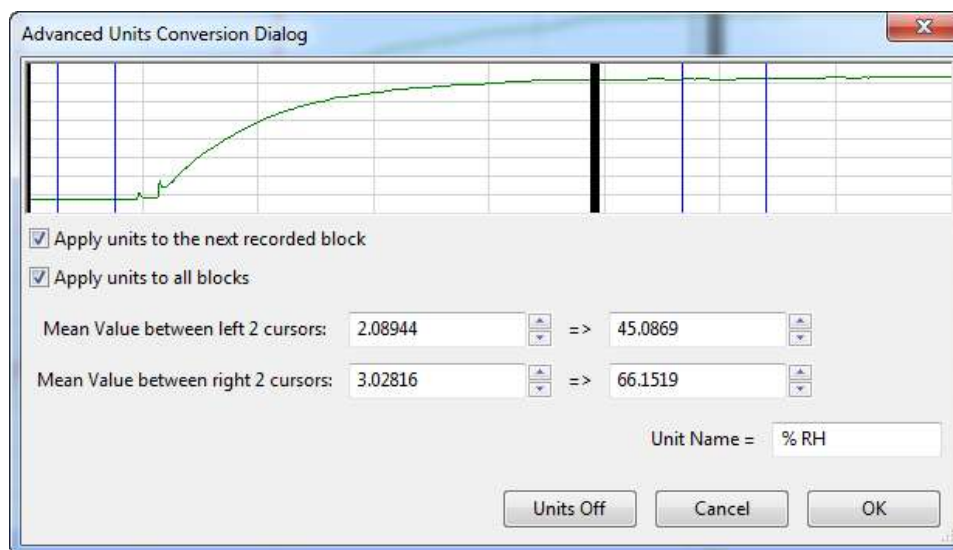 Advanced Units Conversion Dialog
Apply units to the next recorded block
Apply units to all blocks
Mean Value between left 2 cursors: 2.08944 => 45.0869
Mean Value between right 2 cursors: 3.02816 => 66.1519
Unit Name = % RH
Units Off Cancel OK